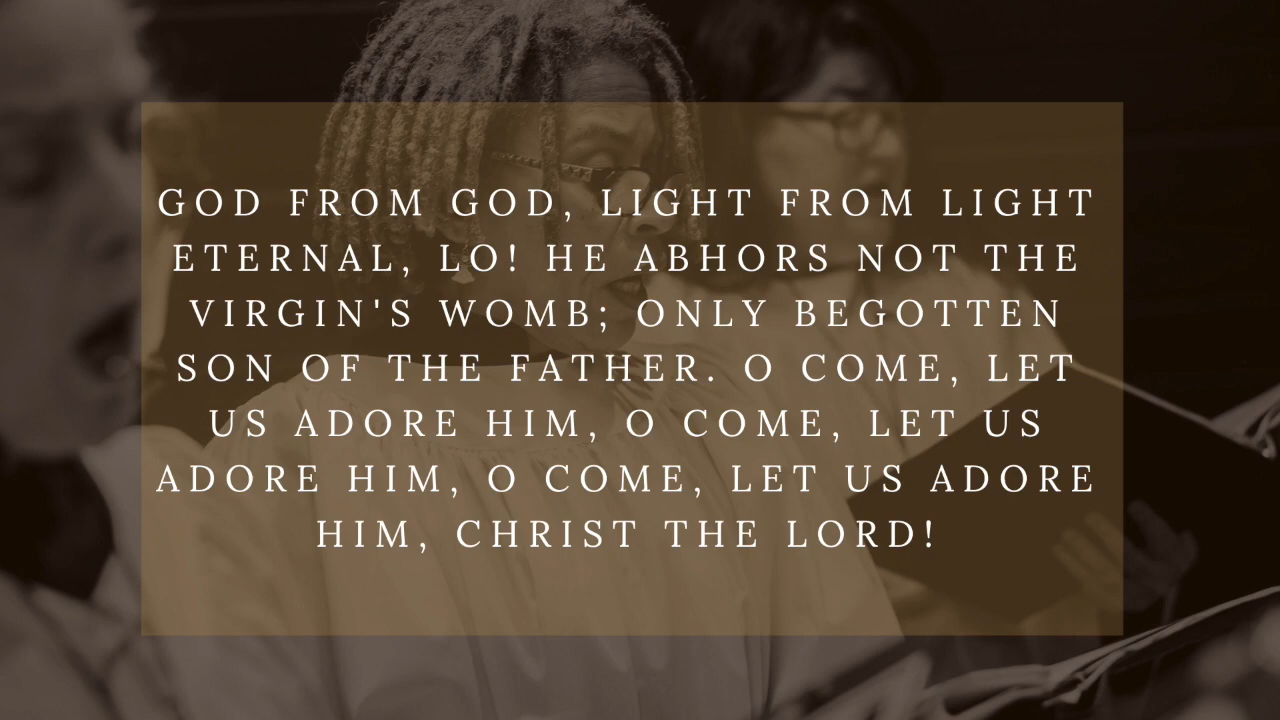 GOD FROM GOD, LIGHT FROM LIGHT
ETERNAL, LO! HE ABHORS NOT THE
VIRGIN'S WOMB; ONLY BEGOTTEN
SON OF THE FATHER. O COME, LET
US ADORE HIM, O COME, LET US
ADORE HIM, O COME, LET US ADORE
HIM, CHRIST THE LORD!